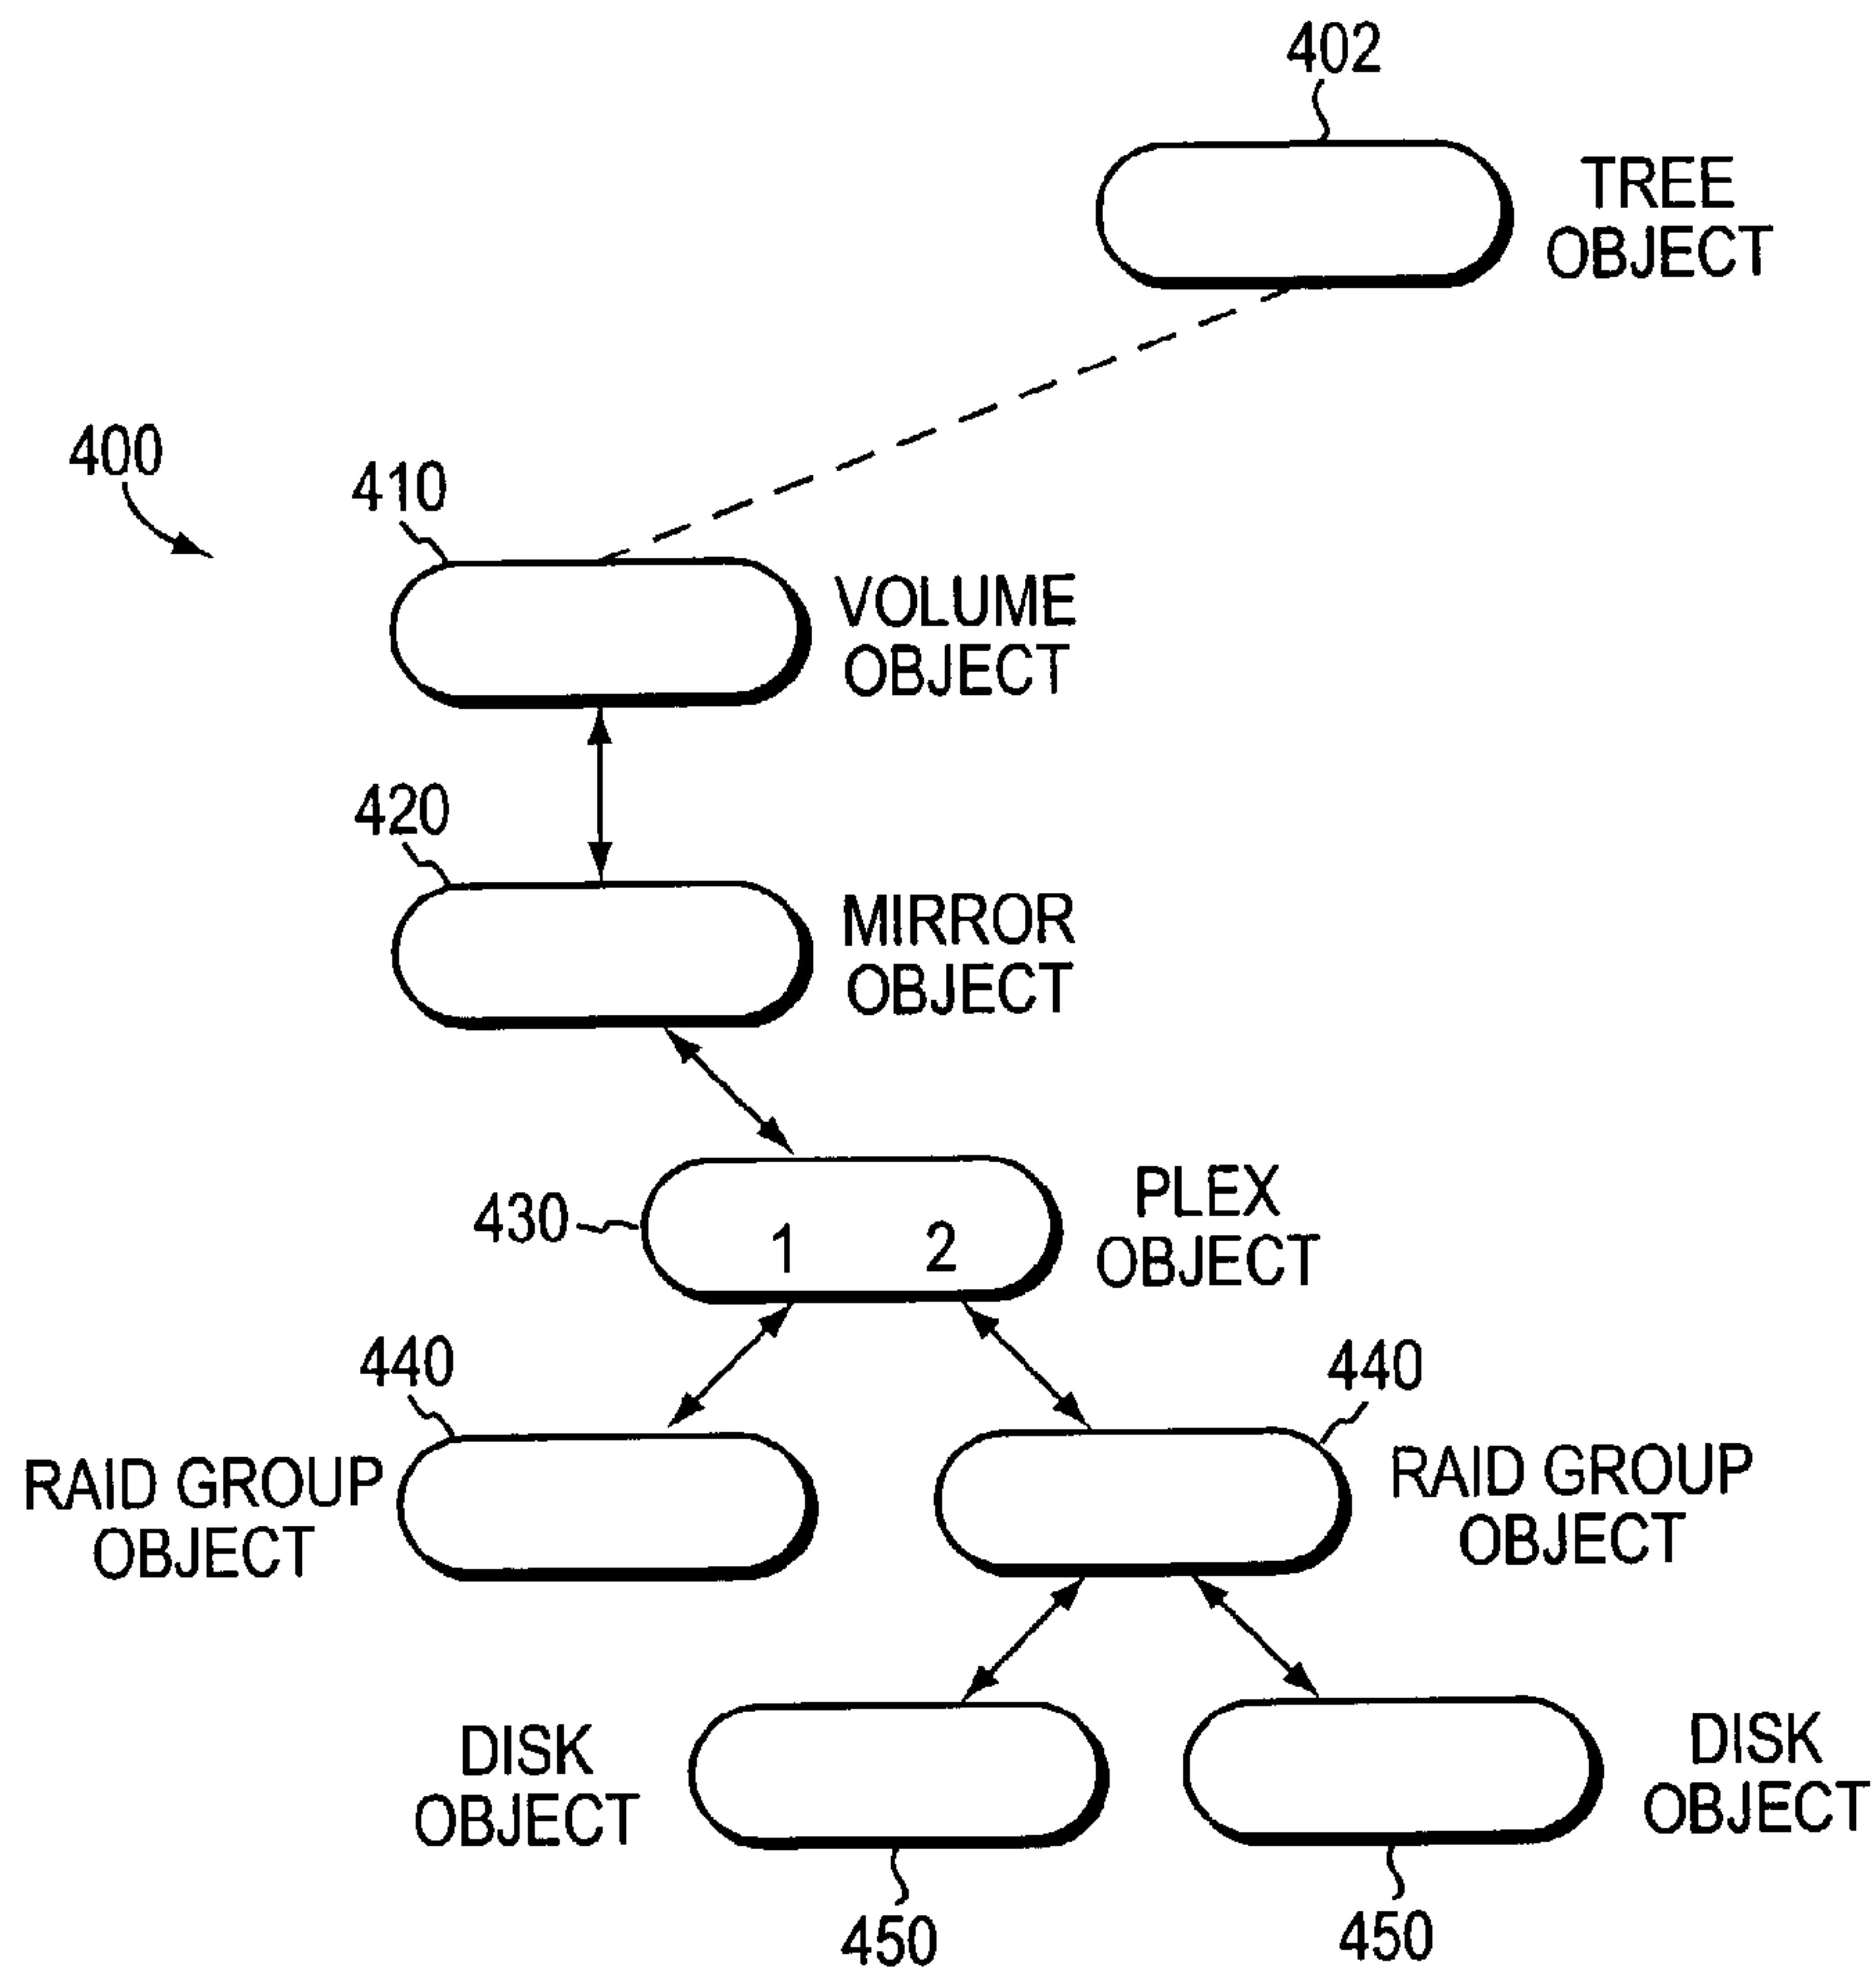 402
TREE
OBJECT
400
410
VOLUME
OBJECT
420
MIRROR
OBJECT
430
1 2
PLEX
OBJECT
440
RAID GROUP
OBJECT
440
RAID GROUP
OBJECT
DISK
OBJECT
450
DISK
OBJECT
450